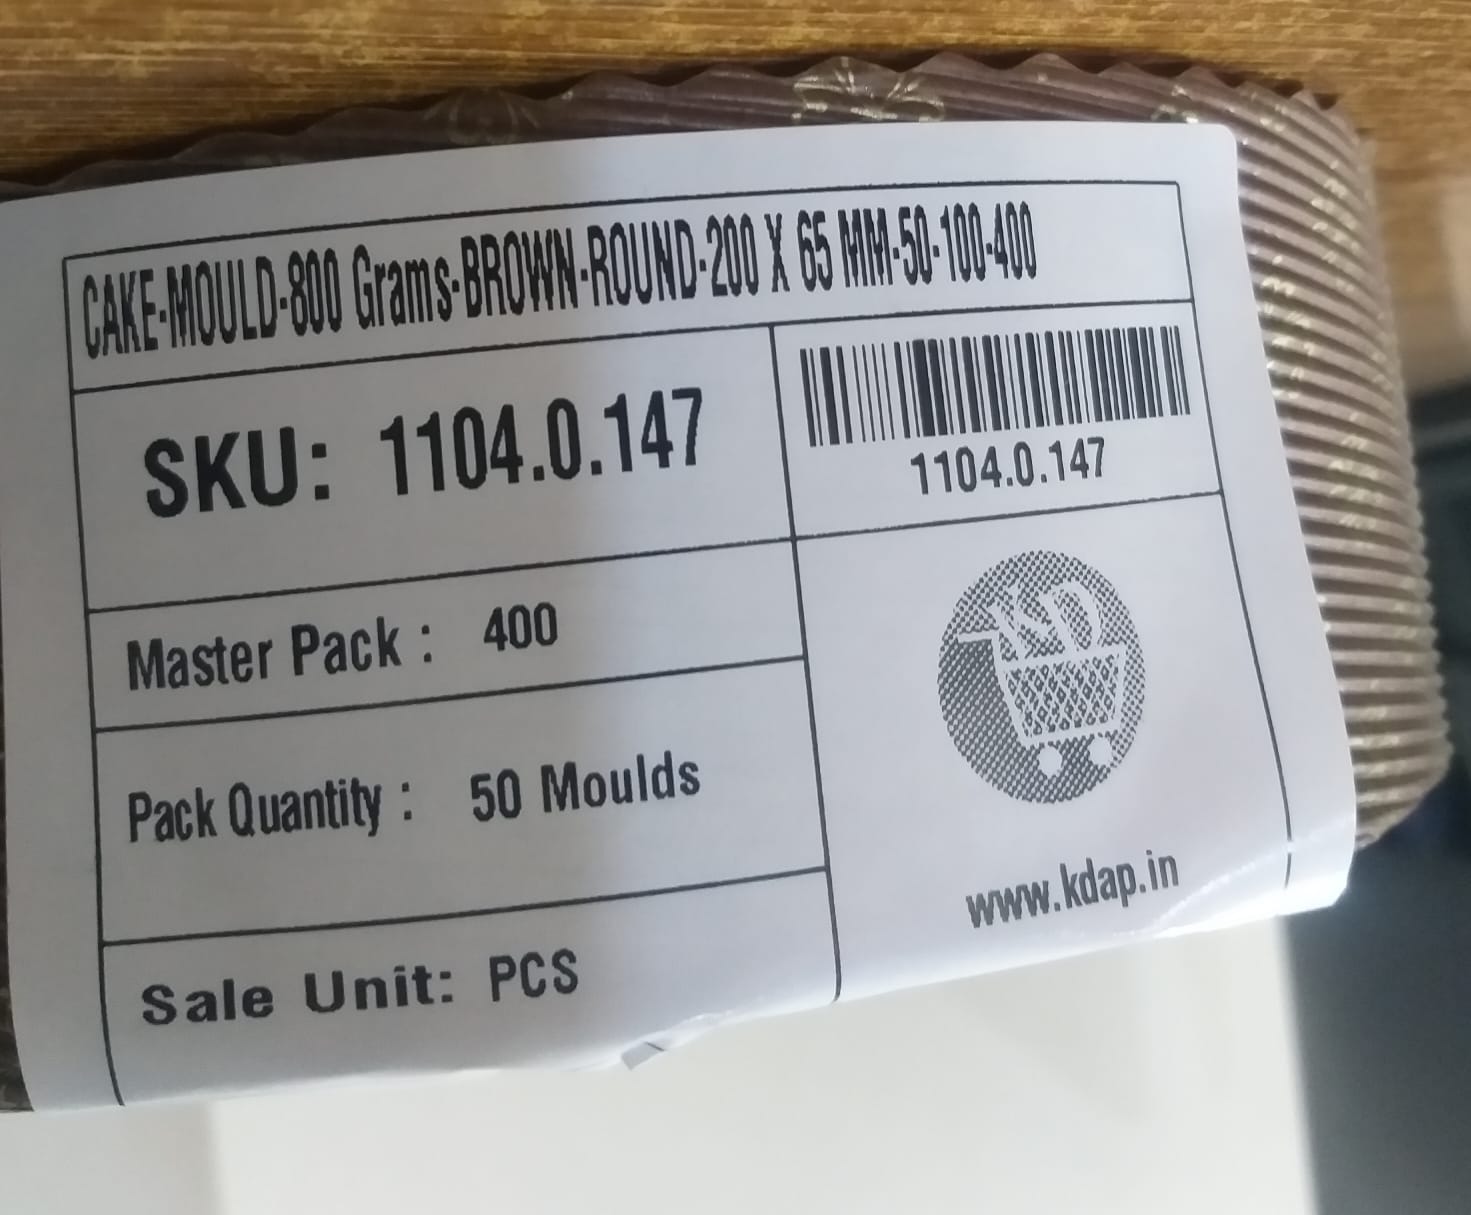 CAKE-MOULD-800 Grams-BROWN-ROUND-200 X 65 MM-50-100-400
SKU: 1104.0.147
1104.0.147
Master Pack : 400
KD
Pack Quantity : 50 Moulds
www.kdap.in
Sale Unit: PCS